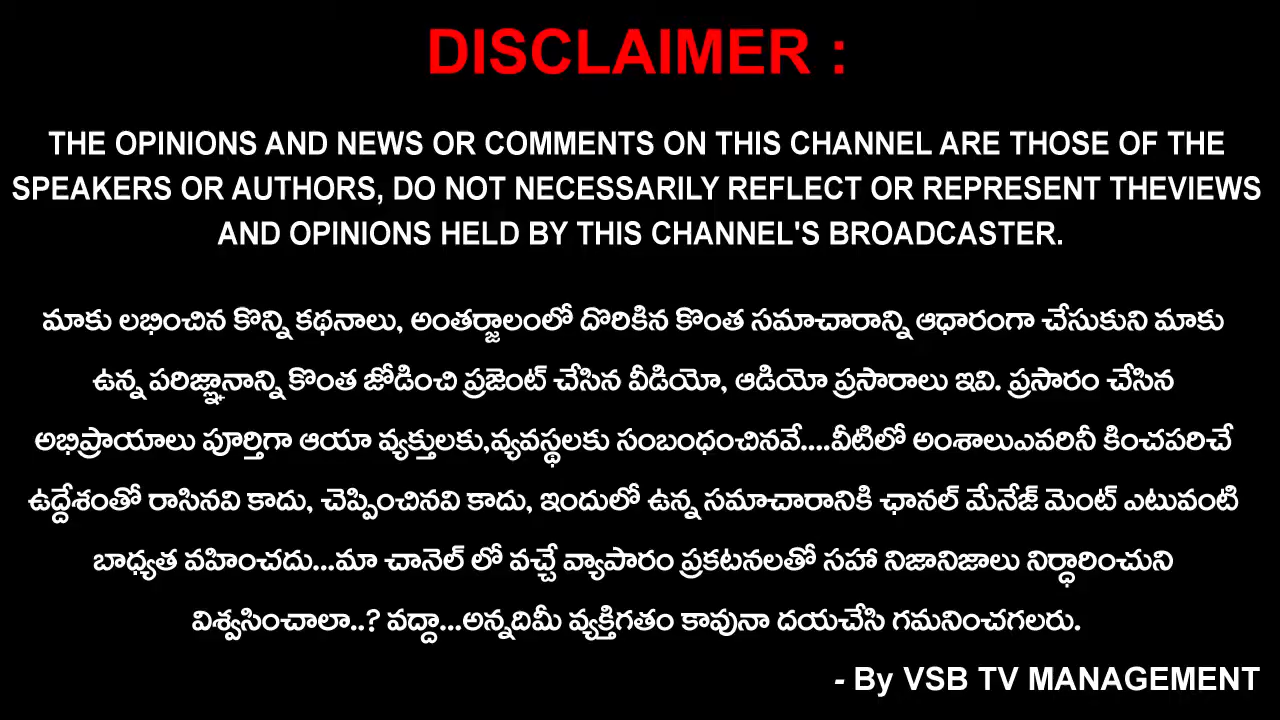 DISCLAIMER :
THE OPINIONS AND NEWS OR COMMENTS ON THIS CHANNEL ARE THOSE OF THE
SPEAKERS OR AUTHORS, DO NOT NECESSARILY REFLECT OR REPRESENT THEVIEWS
AND OPINIONS HELD BY THIS CHANNEL'S BROADCASTER.
మాకు లభించిన కొన్ని కథనాలు, అంతర్జాలంలో దొరికిన కొంత సమాచారాన్ని ఆధారంగా చేసుకుని మాకు
ఉన్న పరిజ్ఞానాన్ని కొంత జోడించి ప్రజెంట్ చేసిన వీడియో, ఆడియో ప్రసారాలు ఇవి. ప్రసారం చేసిన
అభిప్రాయాలు పూర్తిగా ఆయా వ్యక్తులకు,వ్యవస్థలకు సంబంధంచినవే....వీటిలో అంశాలుఎవరినీ కించపరిచే
ఉద్దేశంతో రాసినవి కాదు, చెప్పించినవి కాదు, ఇందులో ఉన్న సమాచారానికి ఛానల్ మేనేజ్ మెంట్ ఎటువంటి
బాధ్యత వహించదు...మా చానెల్ లో వచ్చే వ్యాపారం ప్రకటనలతో సహా నిజానిజాలు నిర్ధారించుని
విశ్వసించాలా..? వద్దా...అన్నదిమీ వ్యక్తిగతం కావునా దయచేసి గమనించగలరు.
- By VSB TV MANAGEMENT